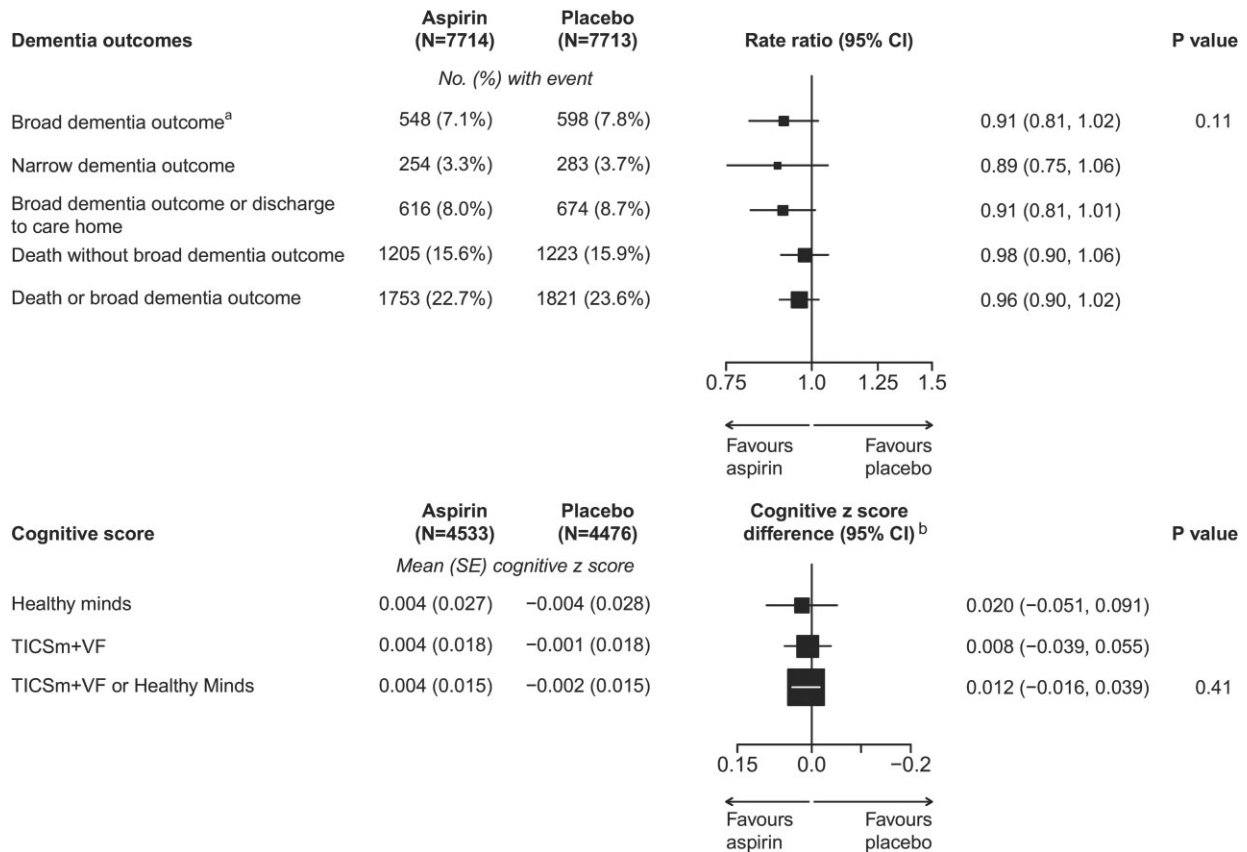 Dementia outcomes Aspirin (N=7714) Placebo (N=7713) Rate ratio (95% CI) P value
No. (%) with event
Broad dementia outcomeᵃ 548 (7.1%) 598 (7.8%) 0.91 (0.81, 1.02) 0.11
Narrow dementia outcome 254 (3.3%) 283 (3.7%) 0.89 (0.75, 1.06)
Broad dementia outcome or discharge
to care home 616 (8.0%) 674 (8.7%) 0.91 (0.81, 1.01)
Death without broad dementia outcome 1205 (15.6%) 1223 (15.9%) 0.98 (0.90, 1.06)
Death or broad dementia outcome 1753 (22.7%) 1821 (23.6%) 0.96 (0.90, 1.02)
0.75 1.0 1.25 1.5
Favours aspirin Favours placebo
Cognitive score Aspirin (N=4533) Placebo (N=4476) Cognitive z score difference (95% CI) ᵇ P value
Mean (SE) cognitive z score
Healthy minds 0.004 (0.027) −0.004 (0.028) 0.020 (−0.051, 0.091)
TICSm+VF 0.004 (0.018) −0.001 (0.018) 0.008 (−0.039, 0.055)
TICSm+VF or Healthy Minds 0.004 (0.015) −0.002 (0.015) 0.012 (−0.016, 0.039) 0.41
0.15 0.0 −0.2
Favours aspirin Favours placebo